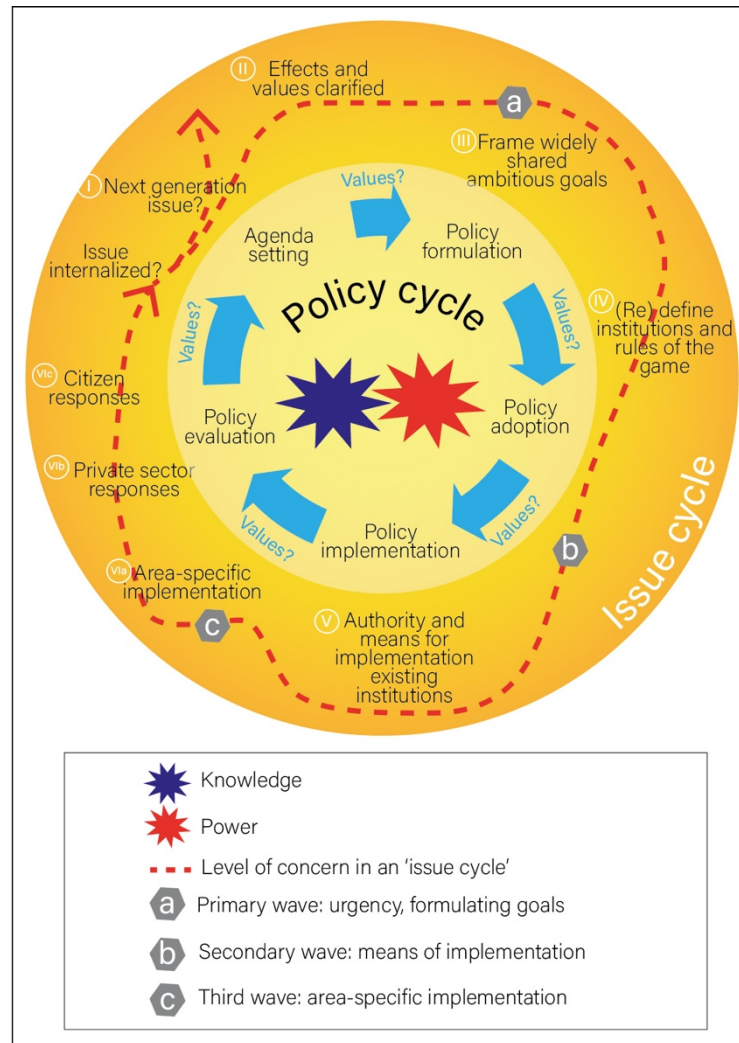 II Effects and
values clarified
a
III Frame widely
shared
ambitious goals
I Next generation
issue?
Issue
internalized?
IV (Re) define
institutions and
rules of the
game
VIc Citizen
responses
VIb Private sector
responses
VIa Area-specific
implementation
c
V Authority and
means for
implementation
existing
institutions
b
Issue cycle
Policy cycle
Agenda
setting
Values?
Policy
formulation
Values?
Policy
adoption
Values?
Policy
implementation
Values?
Policy
evaluation
Values?
Knowledge
Power
Level of concern in an 'issue cycle'
a Primary wave: urgency, formulating goals
b Secondary wave: means of implementation
c Third wave: area-specific implementation